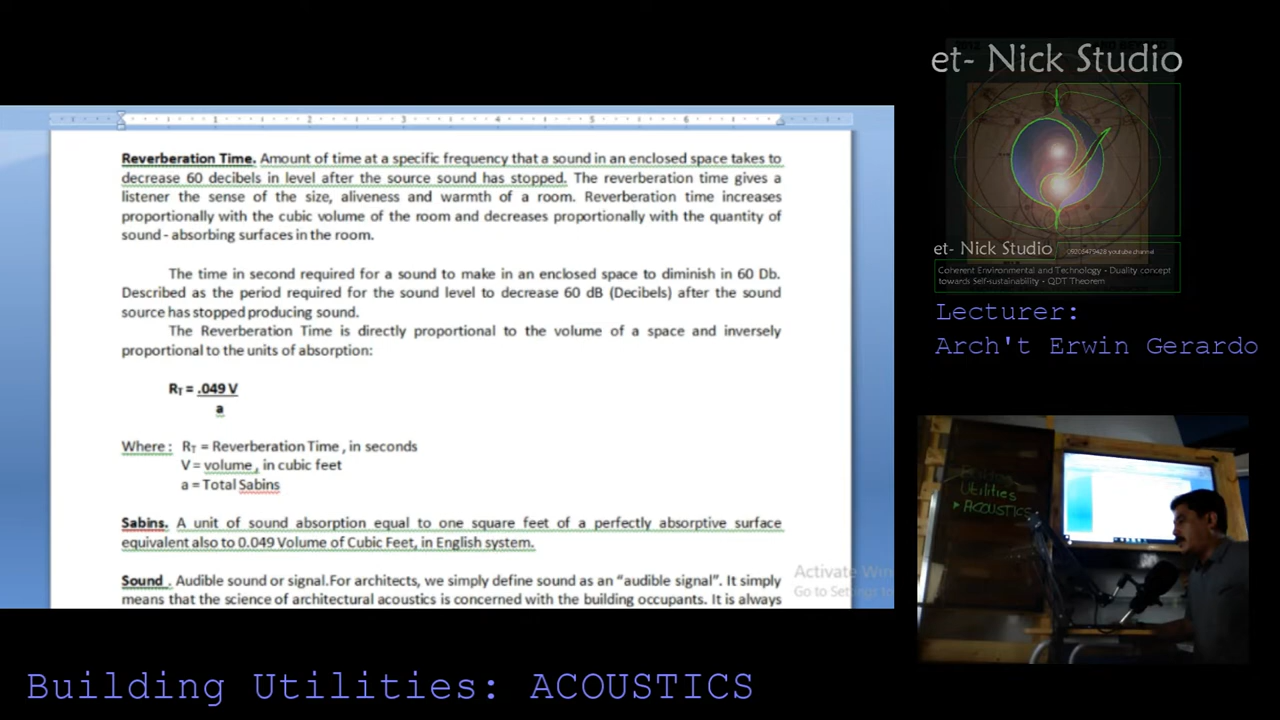 et- Nick Studio
Reverberation Time. Amount of time at a specific frequency that a sound in an enclosed space takes to
decrease 60 decibels in level after the source sound has stopped. The reverberation time gives a
listener the sense of the size, aliveness and warmth of a room. Reverberation time increases
proportionally with the cubic volume of the room and decreases proportionally with the quantity of
sound - absorbing surfaces in the room.
The time in second required for a sound to make in an enclosed space to diminish in 60 Db.
Described as the period required for the sound level to decrease 60 dB (Decibels) after the sound
source has stopped producing sound.
The Reverberation Time is directly proportional to the volume of a space and inversely
proportional to the units of absorption:
RT = .049 V
a
Where : RT = Reverberation Time , in seconds
V = volume , in cubic feet
a = Total Sabins
Sabins. A unit of sound absorption equal to one square feet of a perfectly absorptive surface
equivalent also to 0.049 Volume of Cubic Feet, in English system.
Sound . Audible sound or signal.For architects, we simply define sound as an “audible signal”. It simply
means that the science of architectural acoustics is concerned with the building occupants. It is always
Activate Win
Go to Settings to
et- Nick Studio
youtube channel
Coherent Environmental and Technology - Duality concept
towards Self-sustainability - QDT Theorem
Lecturer:
Arch't Erwin Gerardo
Utilities
ACOUSTICS
Building Utilities: ACOUSTICS